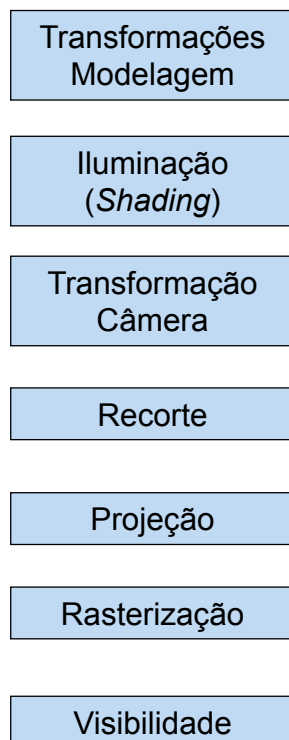 Transformações
Modelagem
Iluminação
(Shading)
Transformação
Câmera
Recorte
Projeção
Rasterização
Visibilidade